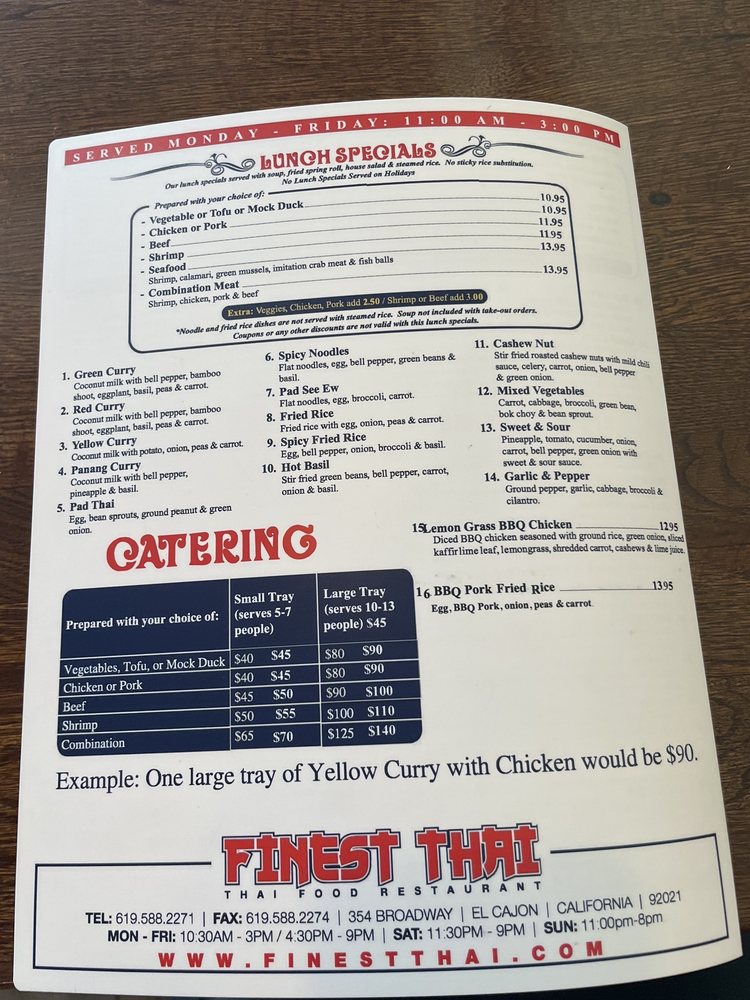 SERVED MONDAY - FRIDAY: 11:00 AM - 3:00 PM
LUNCH SPECIALS
Our lunch specials served with soup, fried spring roll, house salad & steamed rice. No sticky rice substitution.
No Lunch Specials Served on Holidays
Prepared with your choice of:
- Vegetable or Tofu or Mock Duck 10.95
- Chicken or Pork 10.95
- Beef 11.95
- Shrimp 11.95
- Seafood 13.95
Shrimp, calamari, green mussels, imitation crab meat & fish balls
- Combination Meat 13.95
Shrimp, chicken, pork & beef
Extra: Veggies, Chicken, Pork add 2.50 / Shrimp or Beef add 3.00
*Noodle and fried rice dishes are not served with steamed rice. Soup not included with take-out orders.
Coupons or any other discounts are not valid with this lunch specials.
1. Green Curry
Coconut milk with bell pepper, bamboo
shoot, eggplant, basil, peas & carrot.
2. Red Curry
Coconut milk with bell pepper, bamboo
shoot, eggplant, basil, peas & carrot.
3. Yellow Curry
Coconut milk with potato, onion, peas & carrot.
4. Panang Curry
Coconut milk with bell pepper,
pineapple & basil.
5. Pad Thai
Egg, bean sprouts, ground peanut & green
onion.
6. Spicy Noodles
Flat noodles, egg, bell pepper, green beans &
basil.
7. Pad See Ew
Flat noodles, egg, broccoli, carrot.
8. Fried Rice
Fried rice with egg, onion, peas & carrot.
9. Spicy Fried Rice
Egg, bell pepper, onion, broccoli & basil.
10. Hot Basil
Stir fried green beans, bell pepper, carrot,
onion & basil.
11. Cashew Nut
Stir fried roasted cashew nuts with mild chili
sauce, celery, carrot, onion, bell pepper
& green onion.
12. Mixed Vegetables
Carrot, cabbage, broccoli, green bean,
bok choy & bean sprout.
13. Sweet & Sour
Pineapple, tomato, cucumber, onion,
carrot, bell pepper, green onion with
sweet & sour sauce.
14. Garlic & Pepper
Ground pepper, garlic, cabbage, broccoli &
cilantro.
15 Lemon Grass BBQ Chicken 12.95
Diced BBQ chicken seasoned with ground rice, green onion, sliced
kaffir lime leaf, lemongrass, shredded carrot, cashews & lime juice.
16 BBQ Pork Fried Rice 13.95
Egg, BBQ Pork, onion, peas & carrot
CATERING
Prepared with your choice of:
Small Tray
(serves 5-7
people)
Large Tray
(serves 10-13
people) $45
Vegetables, Tofu, or Mock Duck $40 $45 $80 $90
Chicken or Pork $40 $45 $80 $90
Beef $45 $50 $90 $100
Shrimp $50 $55 $100 $110
Combination $65 $70 $125 $140
Example: One large tray of Yellow Curry with Chicken would be $90.
FINEST THAI
THAI FOOD RESTAURANT
TEL: 619.588.2271 | FAX: 619.588.2274 | 354 BROADWAY | EL CAJON | CALIFORNIA | 92021
MON - FRI: 10:30AM - 3PM / 4:30PM - 9PM | SAT: 11:30PM - 9PM | SUN: 11:00pm-8pm
WWW.FINESTTHAI.COM